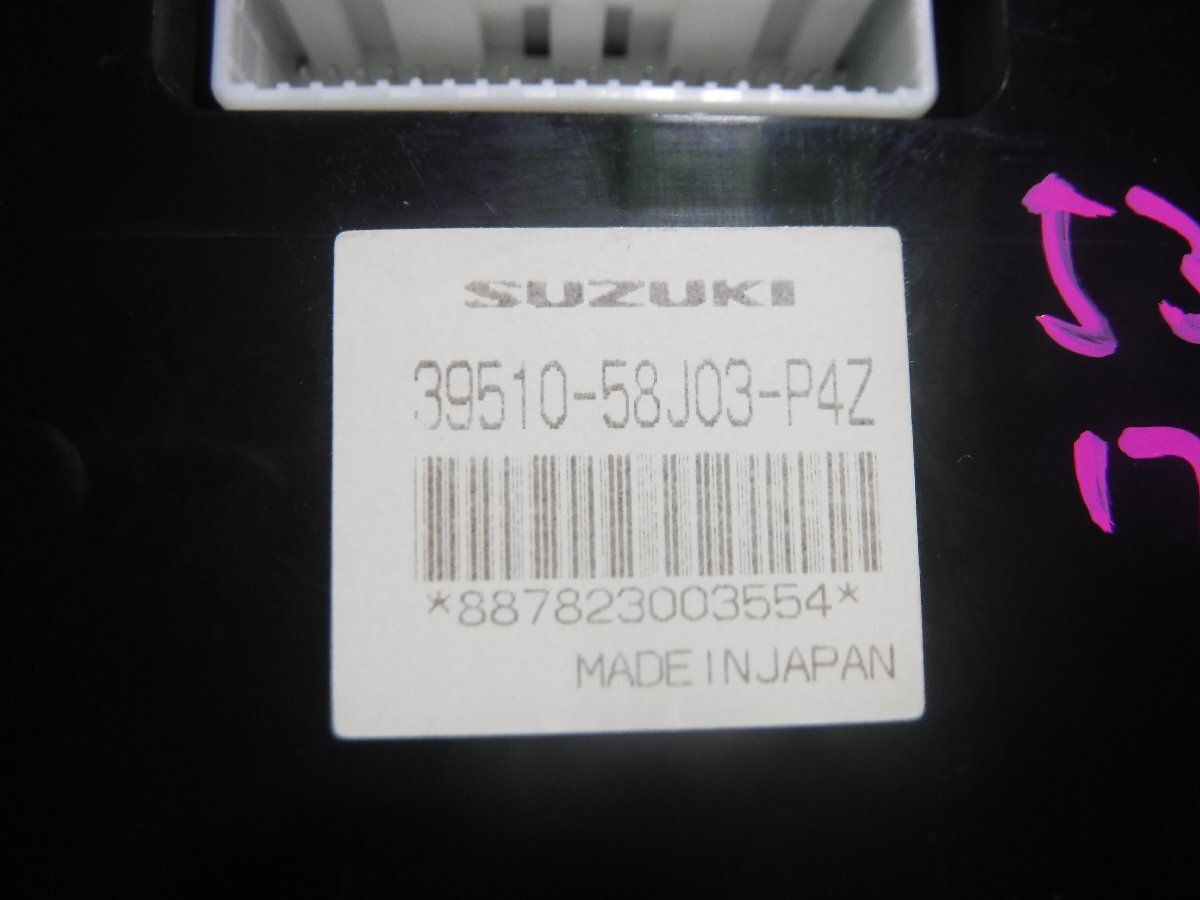 SUZUKI
39510-58J03-P4Z
*887823003554*
MADE IN JAPAN